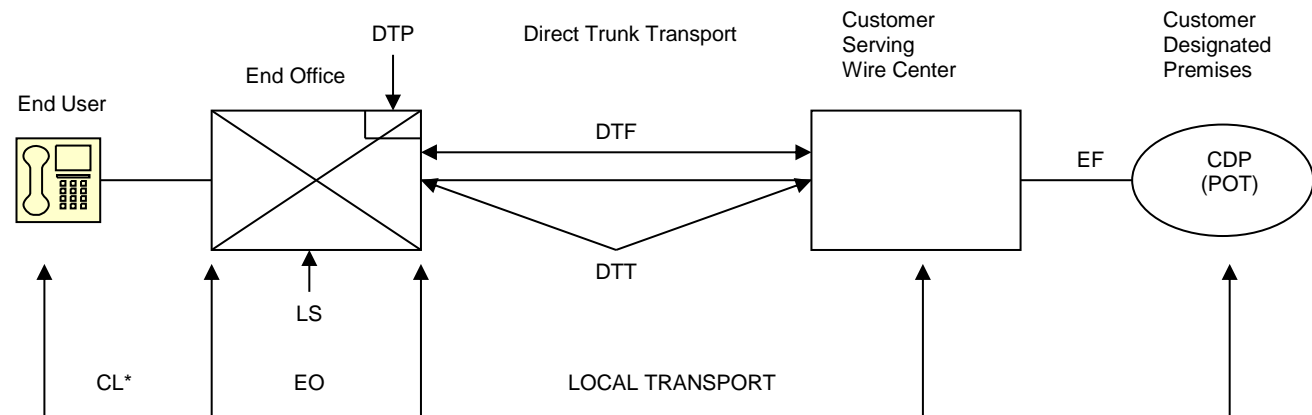 DTP
Direct Trunk Transport
Customer
Serving
Wire Center
Customer
Designated
Premises
End Office
End User
DTF
EF
CDP
(POT)
DTT
LS
CL*
EO
LOCAL TRANSPORT